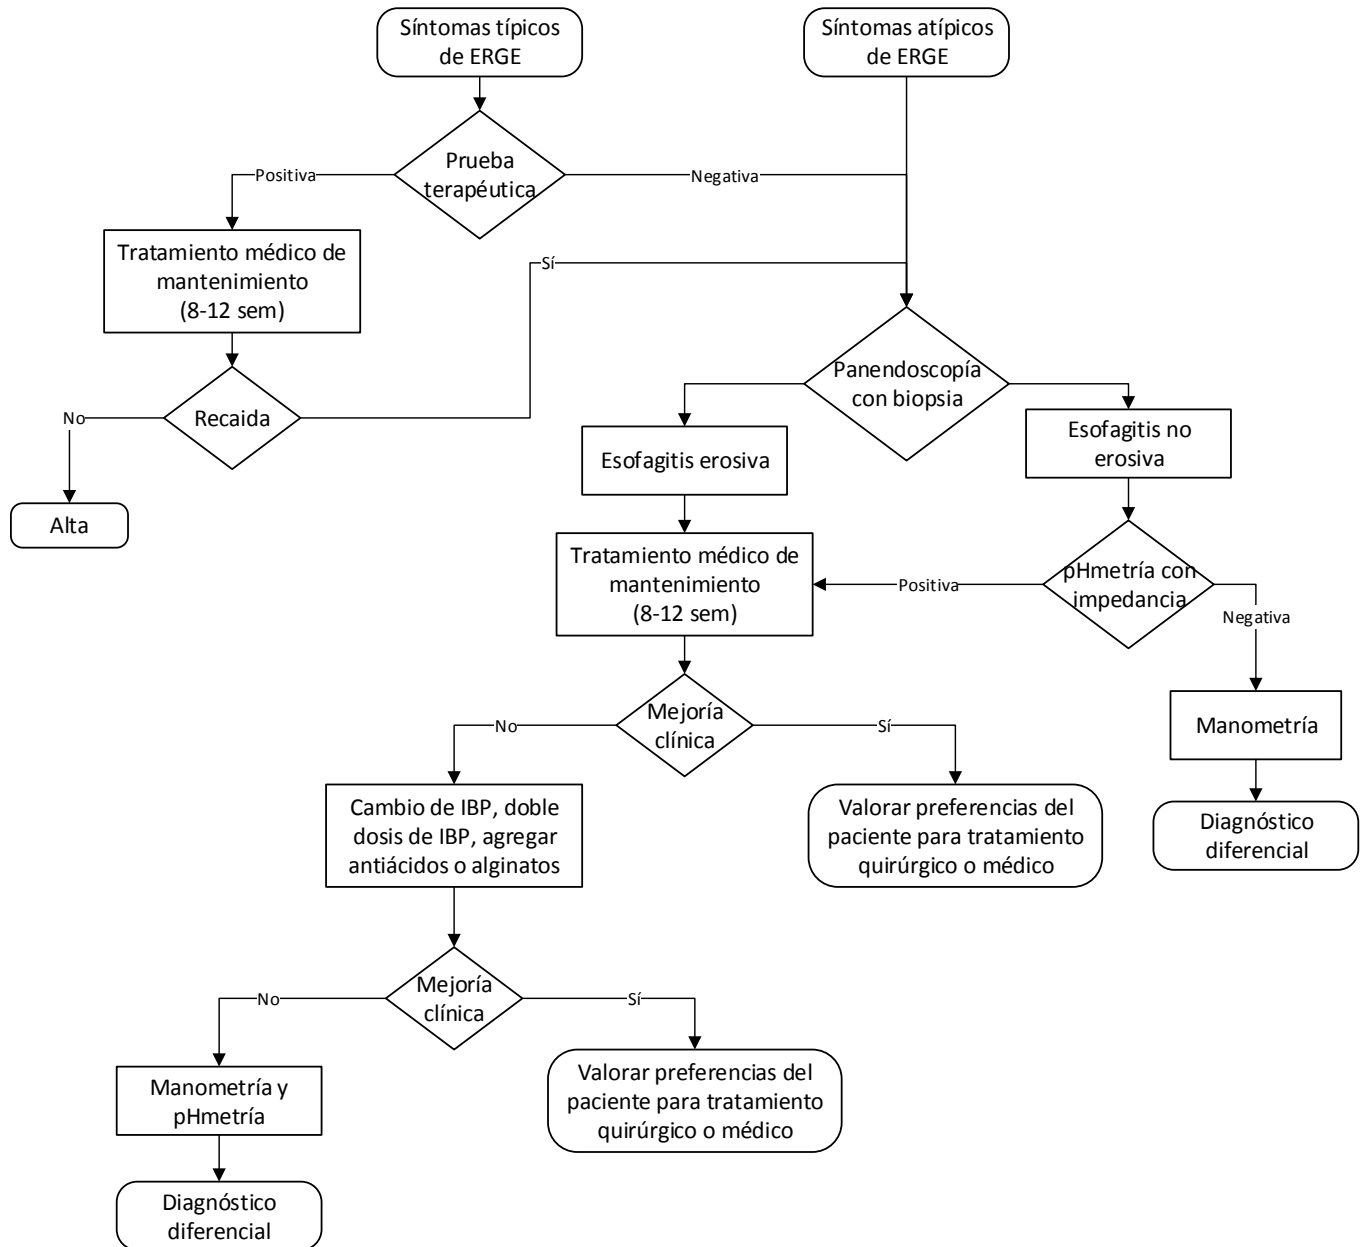 Síntomas típicos
de ERGE
Síntomas atípicos
de ERGE
Prueba
terapéutica
Positiva
Negativa
Tratamiento médico de
mantenimiento
(8-12 sem)
Sí
Panendoscopía
con biopsia
Recaida
No
Alta
Esofagitis erosiva
Esofagitis no
erosiva
Tratamiento médico de
mantenimiento
(8-12 sem)
Positiva
pHmetría con
impedancia
Negativa
Mejoría
clínica
No
Sí
Manometría
Cambio de IBP, doble
dosis de IBP, agregar
antiácidos o alginatos
Valorar preferencias del
paciente para tratamiento
quirúrgico o médico
Diagnóstico
diferencial
Mejoría
clínica
No
Sí
Manometría y
pHmetría
Valorar preferencias del
paciente para tratamiento
quirúrgico o médico
Diagnóstico
diferencial